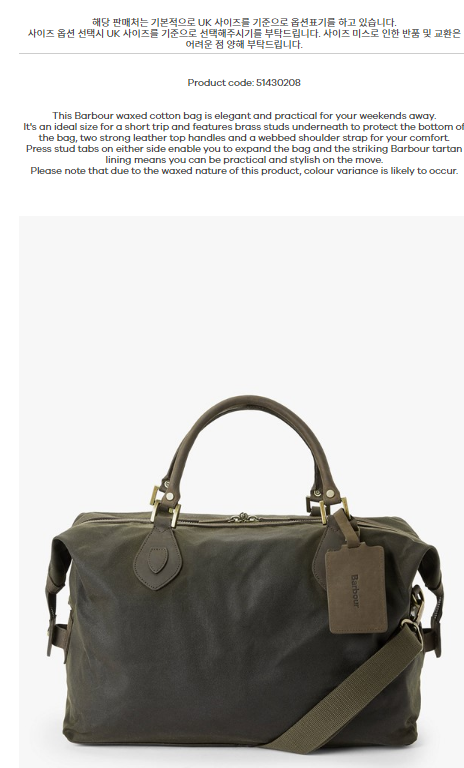 해당 판매처는 기본적으로 UK 사이즈를 기준으로 옵션표기를 하고 있습니다.
사이즈 옵션 선택시 UK 사이즈를 기준으로 선택해주시기를 부탁드립니다. 사이즈 미스로 인한 반품 및 교환은
어려운 점 양해 부탁드립니다.
Product code: 51430208
This Barbour waxed cotton bag is elegant and practical for your weekends away.
It's an ideal size for a short trip and features brass studs underneath to protect the bottom of
the bag, two strong leather top handles and a webbed shoulder strap for your comfort.
Press stud tabs on either side enable you to expand the bag and the striking Barbour tartan
lining means you can be practical and stylish on the move.
Please note that due to the waxed nature of this product, colour variance is likely to occur.
Barbour